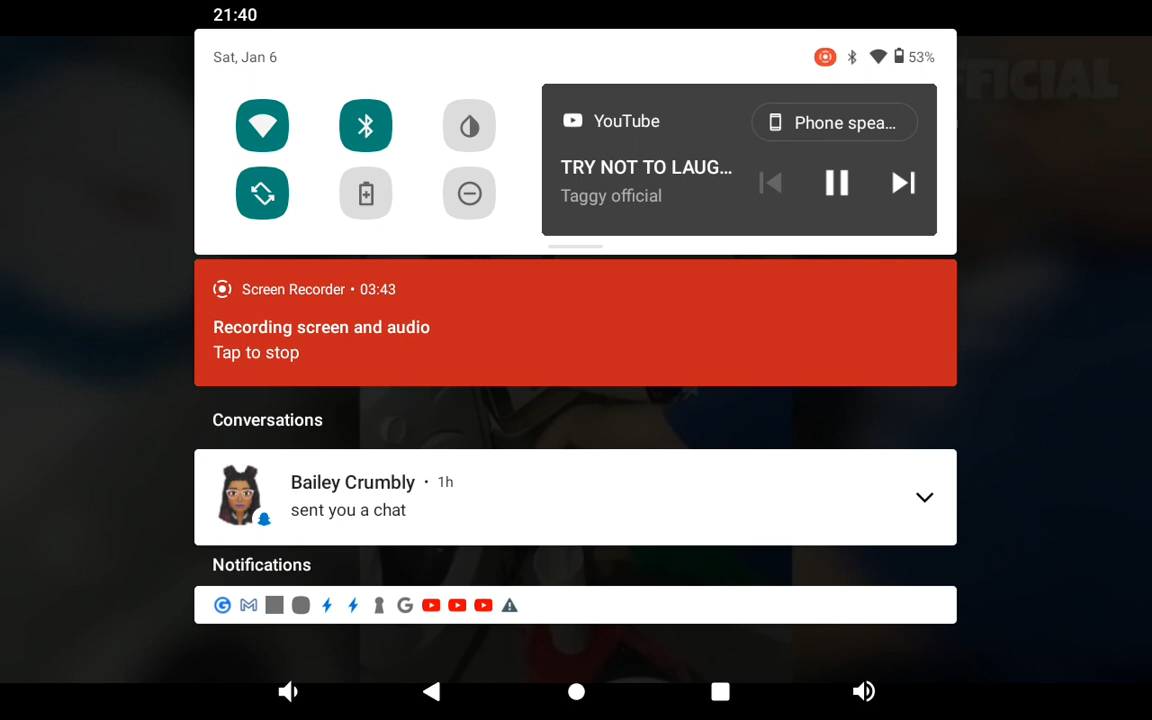 21:40
FFICIAL
Sat, Jan 6
53%
YouTube
Phone spea...
TRY NOT TO LAUG...
Taggy official
Screen Recorder • 03:43
Recording screen and audio
Tap to stop
Conversations
Bailey Crumbly • 1h
sent you a chat
Notifications